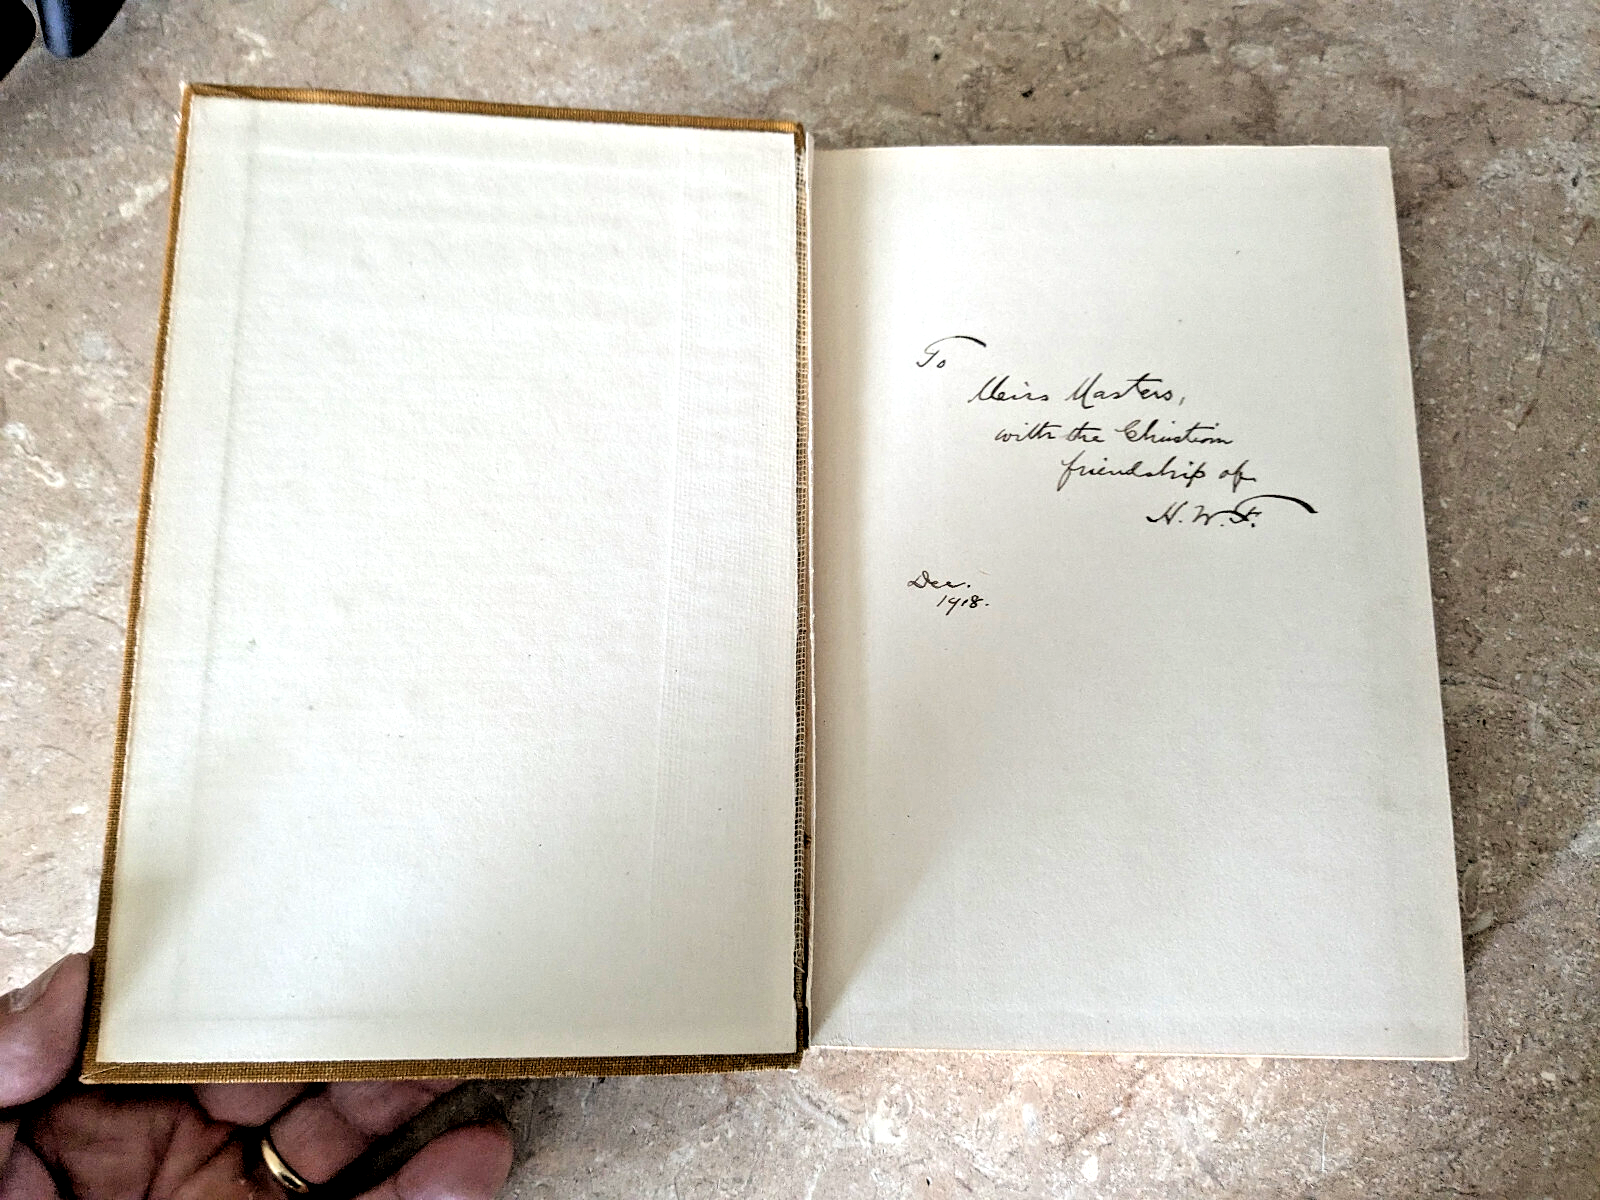 To
Miss Masters,
with the Christian
friendship of
H. W. F.
Dec.
1918.